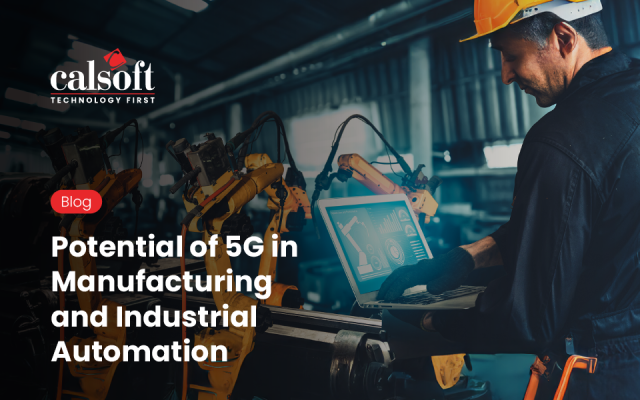 calsoft
TECHNOLOGY FIRST
Blog
Potential of 5G in
Manufacturing
and Industrial
Automation